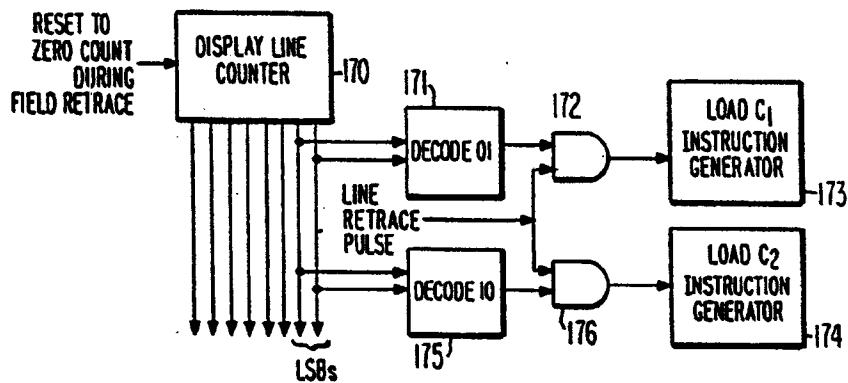 RESET TO
ZERO COUNT
DURING
FIELD RETRACE
DISPLAY LINE
COUNTER
170
171
DECODE 01
172
LOAD C1
INSTRUCTION
GENERATOR
173
LINE
RETRACE
PULSE
DECODE 10
175
176
LOAD C2
INSTRUCTION
GENERATOR
174
LSBs